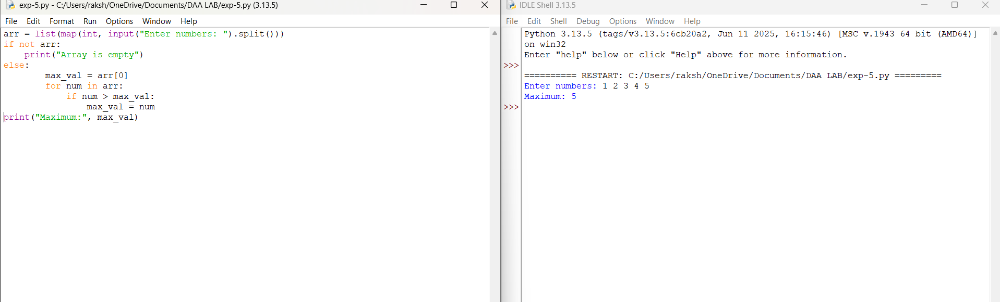 exp-5.py - C:/Users/raksh/OneDrive/Documents/DAA LAB/exp-5.py (3.13.5)
File Edit Format Run Options Window Help
arr = list(map(int, input("Enter numbers: ").split()))
if not arr:
    print("Array is empty")
else:
        max_val = arr[0]
        for num in arr:
            if num > max_val:
                max_val = num
print("Maximum:", max_val)
IDLE Shell 3.13.5
File Edit Shell Debug Options Window Help
Python 3.13.5 (tags/v3.13.5:6cb20a2, Jun 11 2025, 16:15:46) [MSC v.1943 64 bit (AMD64)]
on win32
Enter "help" below or click "Help" above for more information.
>>>
========== RESTART: C:/Users/raksh/OneDrive/Documents/DAA LAB/exp-5.py =========
Enter numbers: 1 2 3 4 5
Maximum: 5
>>>